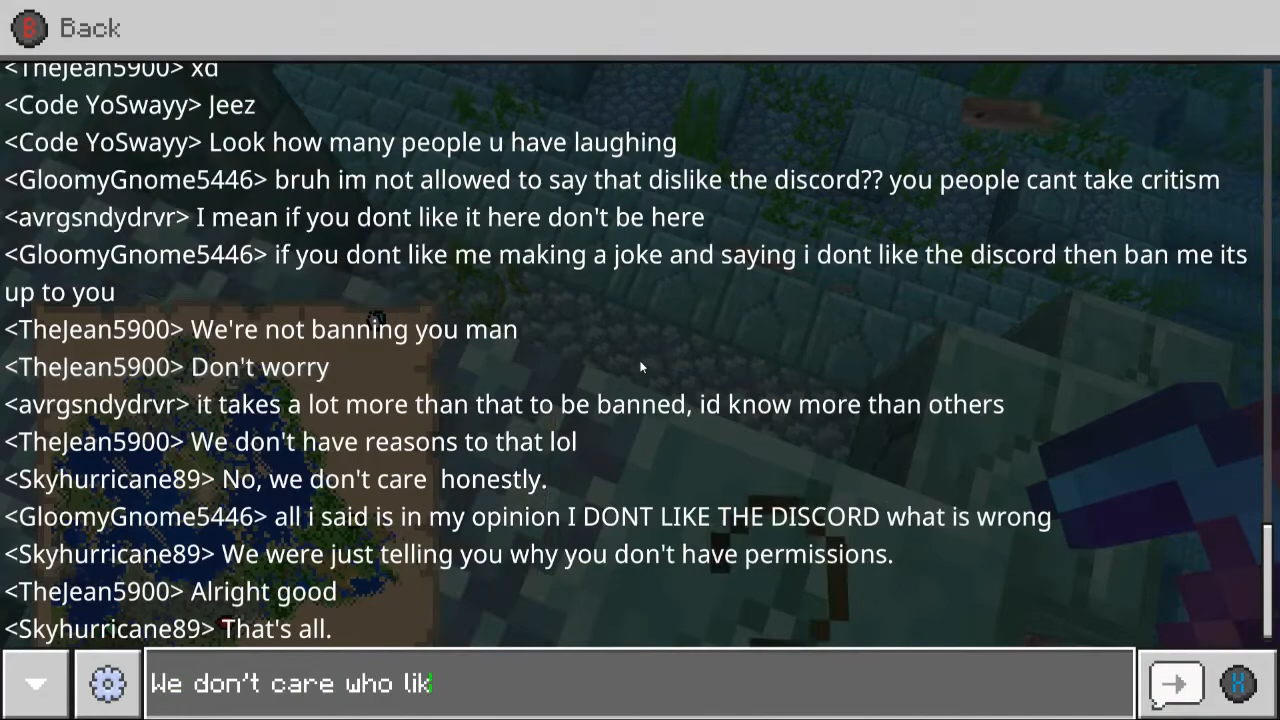 Back
<TheJean5900> xd
<Code YoSwayy> Jeez
<Code YoSwayy> Look how many people u have laughing
<GloomyGnome5446> bruh im not allowed to say that dislike the discord?? you people cant take critism
<avrgsndydrvr> I mean if you dont like it here don't be here
<GloomyGnome5446> if you dont like me making a joke and saying i dont like the discord then ban me its
up to you
<TheJean5900> We're not banning you man
<TheJean5900> Don't worry
<avrgsndydrvr> it takes a lot more than that to be banned, id know more than others
<TheJean5900> We don't have reasons to that lol
<Skyhurricane89> No, we don't care  honestly.
<GloomyGnome5446> all i said is in my opinion I DONT LIKE THE DISCORD what is wrong
<Skyhurricane89> We were just telling you why you don't have permissions.
<TheJean5900> Alright good
<Skyhurricane89> That's all.
We don't care who lik